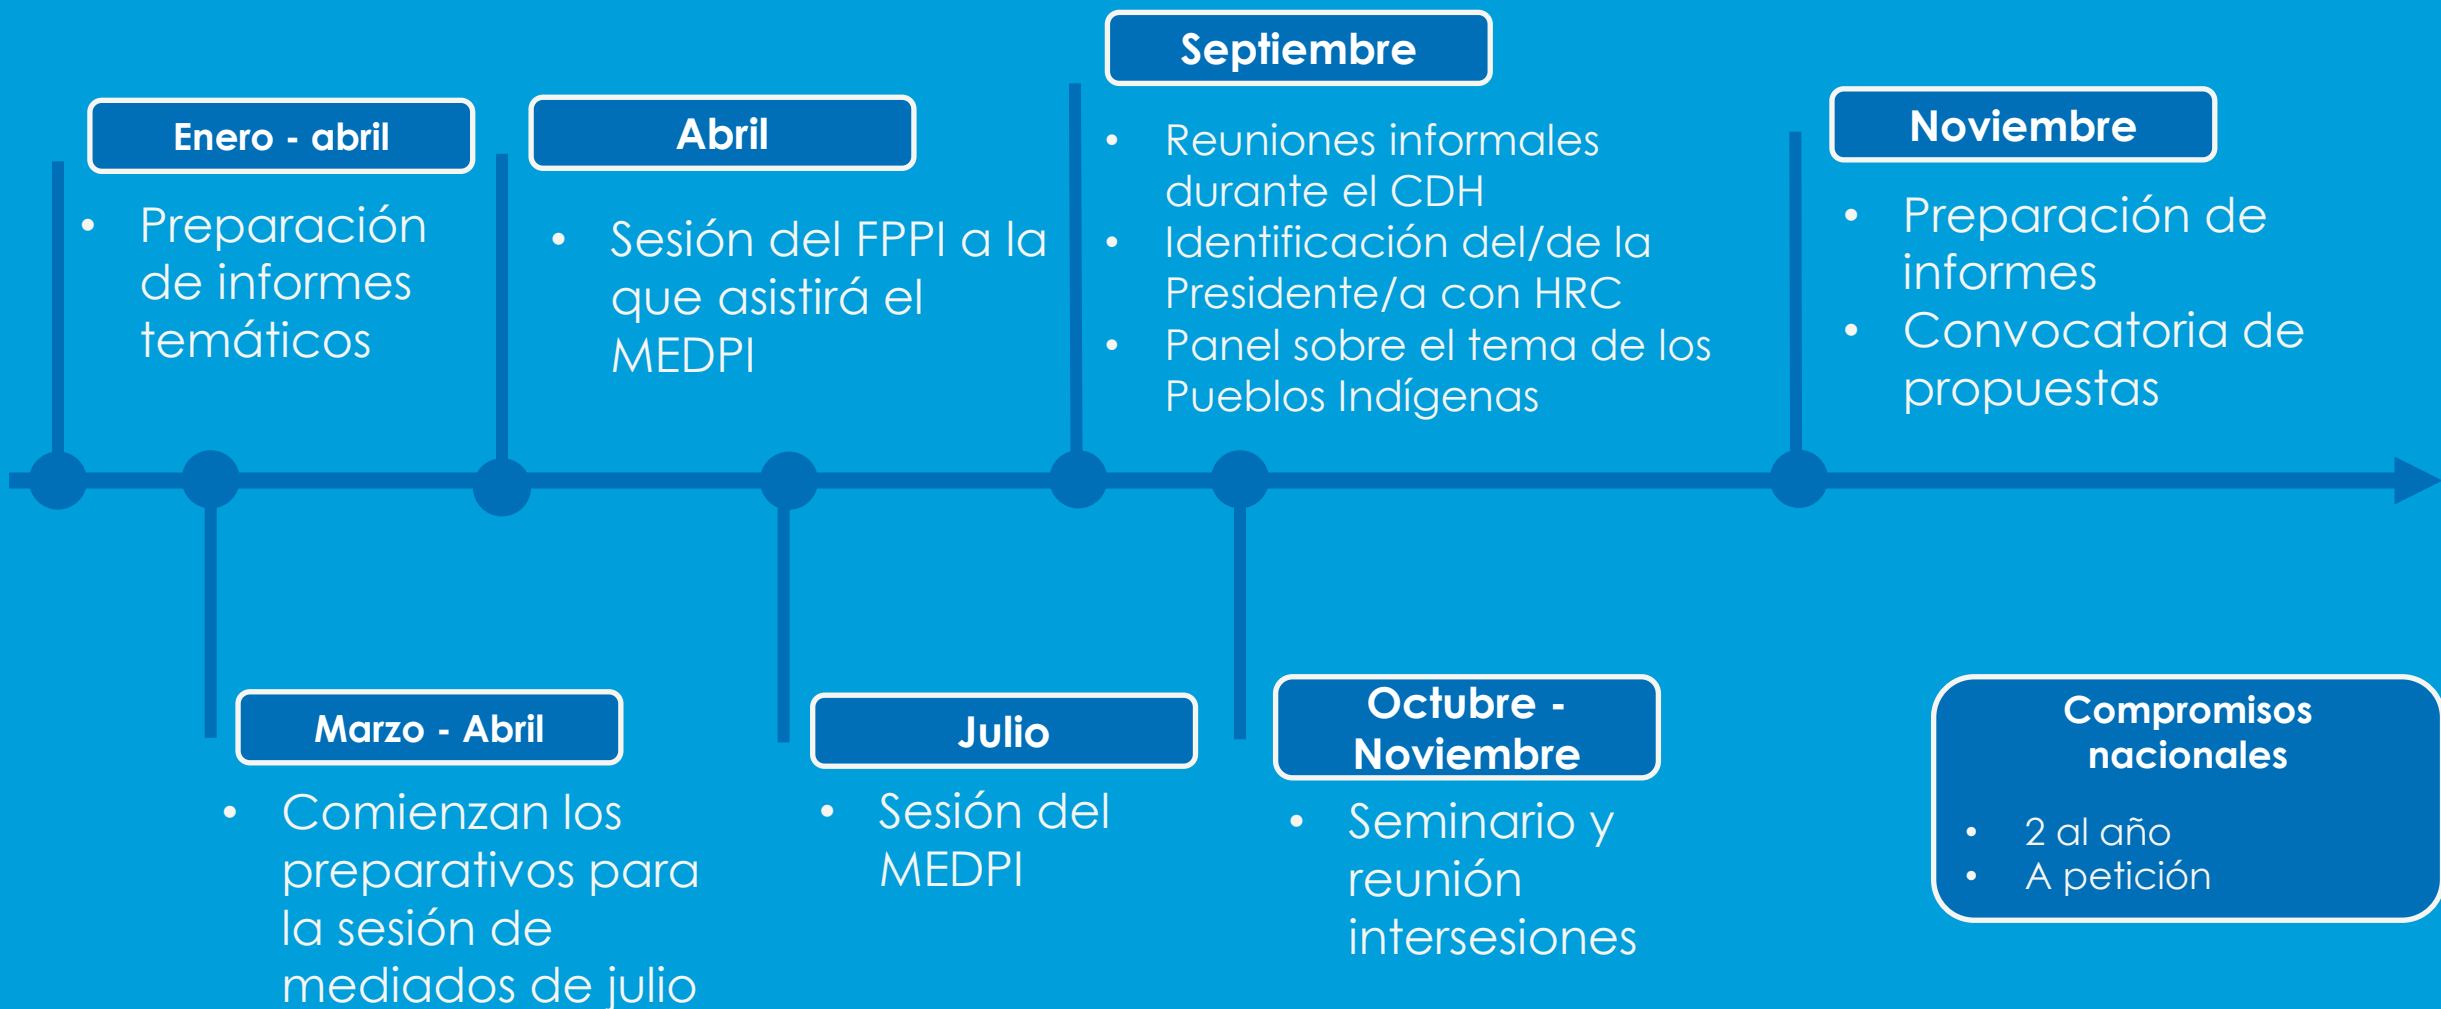 Enero - abril
• Preparación
de informes
temáticos
Abril
• Sesión del FPPI a la
que asistirá el
MEDPI
Septiembre
• Reuniones informales
durante el CDH
• Identificación del/de la
Presidente/a con HRC
• Panel sobre el tema de los
Pueblos Indígenas
Noviembre
• Preparación de
informes
• Convocatoria de
propuestas
Marzo - Abril
• Comienzan los
preparativos para
la sesión de
mediados de julio
Julio
• Sesión del
MEDPI
Octubre -
Noviembre
• Seminario y
reunión
intersesiones
Compromisos
nacionales
• 2 al año
• A petición